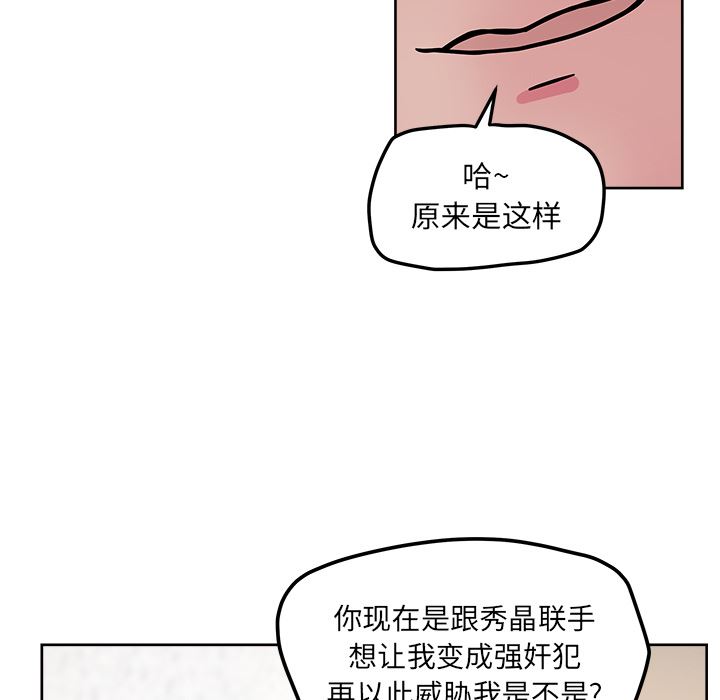 哈~
原来是这样
你现在是跟秀晶联手
想让我变成强奸犯
再以此威胁我是不是?